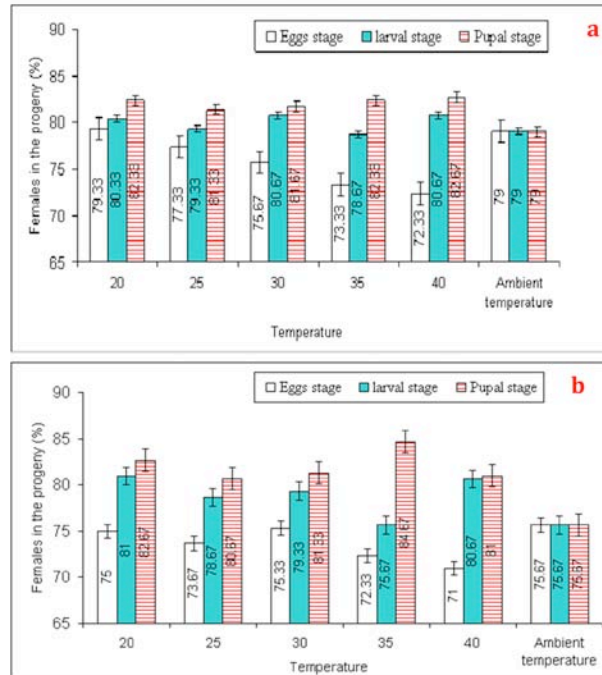 a
Eggs stage larval stage Pupal stage
Females in the progeny (%)
90
85
80
75
70
65
79.33 80.33 82.33 77.33 79.33 81.33 75.67 80.67 81.67 73.33 78.67 82.33 72.33 80.67 82.67 79 79 79
20 25 30 35 40 Ambient
temperature
Temperature
b
Eggs stage larval stage Pupal stage
Females in the progeny (%)
90
85
80
75
70
65
75 81 82.67 73.67 78.67 80.67 75.33 79.33 81.33 72.33 75.67 84.67 71 80.67 81 75.67 75.67 75.67
20 25 30 35 40 Ambient
temperature
Temperature